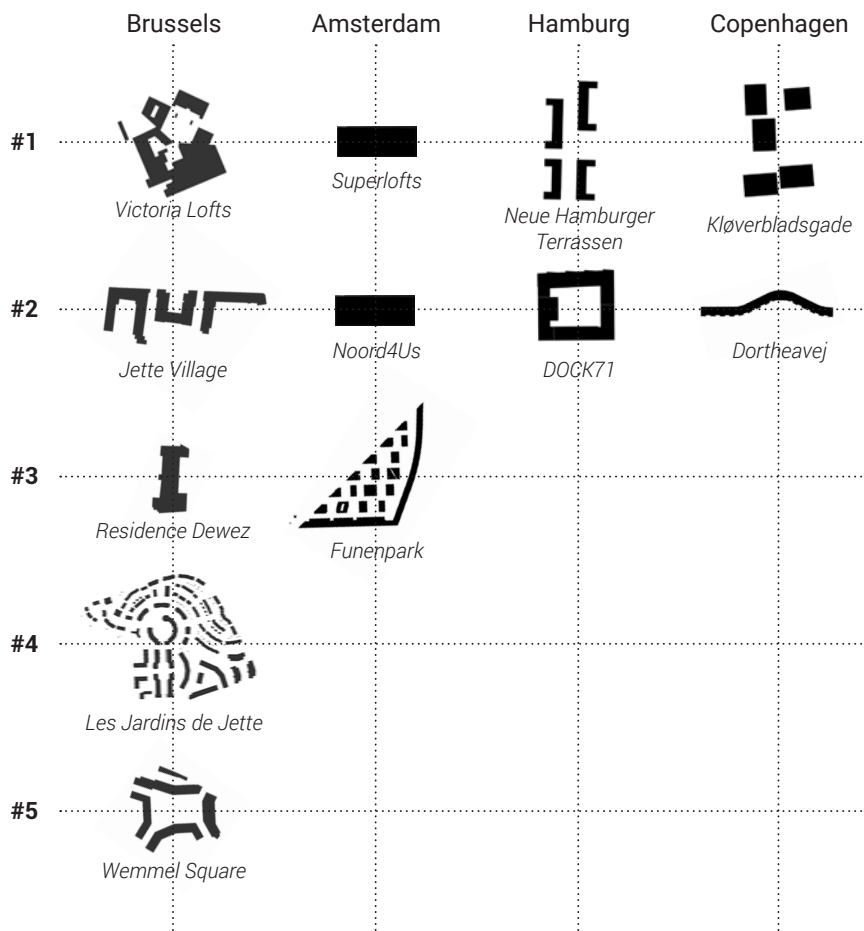 Brussels Amsterdam Hamburg Copenhagen
#1
Victoria Lofts
Superlofts
Neue Hamburger
Terrassen
Kløverbladsgade
#2
Jette Village
Noord4Us
DOCK71
Dortheavej
#3
Residence Dewez
Funenpark
#4
Les Jardins de Jette
#5
Wemmel Square